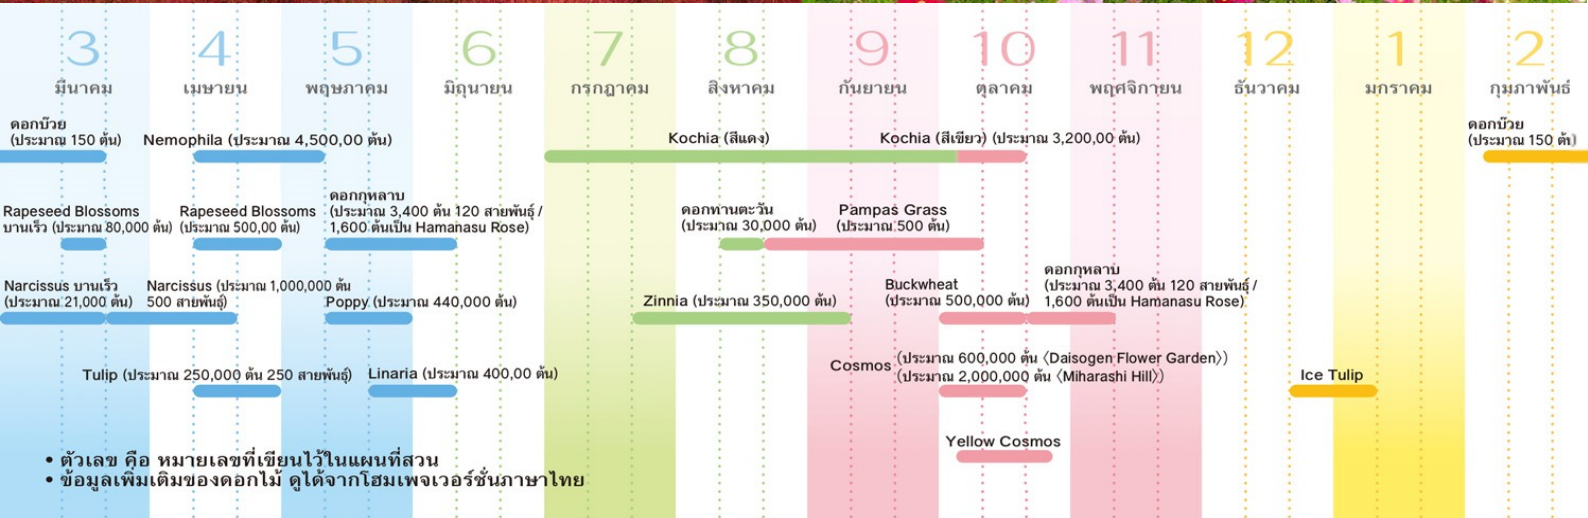 3 4 5 6 7 8 9 10 11 12 1 2
มีนาคม เมษายน พฤษภาคม มิถุนายน กรกฎาคม สิงหาคม กันยายน ตุลาคม พฤศจิกายน ธันวาคม มกราคม กุมภาพันธ์
ดอกบ๊วย
(ประมาณ 150 ต้น)
Nemophila (ประมาณ 4,500,00 ต้น)
Kochia (สีแดง)
Kochia (สีเขียว) (ประมาณ 3,200,00 ต้น)
ดอกบ๊วย
(ประมาณ 150 ต้น)
Rapeseed Blossoms
บานเร็ว (ประมาณ 80,000 ต้น)
Rapeseed Blossoms
(ประมาณ 500,00 ต้น)
ดอกกุหลาบ
(ประมาณ 3,400 ต้น 120 สายพันธุ์ /
1,600 ต้นเป็น Hamanasu Rose)
ดอกทานตะวัน
(ประมาณ 30,000 ต้น)
Pampas Grass
(ประมาณ 500 ต้น)
Narcissus บานเร็ว
(ประมาณ 21,000 ต้น)
Narcissus (ประมาณ 1,000,000 ต้น
500 สายพันธุ์)
Poppy (ประมาณ 440,000 ต้น)
Zinnia (ประมาณ 350,000 ต้น)
Buckwheat
(ประมาณ 500,000 ต้น)
ดอกกุหลาบ
(ประมาณ 3,400 ต้น 120 สายพันธุ์ /
1,600 ต้นเป็น Hamanasu Rose)
Tulip (ประมาณ 250,000 ต้น 250 สายพันธุ์)
Linaria (ประมาณ 400,00 ต้น)
Cosmos
(ประมาณ 600,000 ต้น〈Daisogen Flower Garden〉)
(ประมาณ 2,000,000 ต้น〈Miharashi Hill〉)
Ice Tulip
Yellow Cosmos
• ตัวเลข คือ หมายเลขที่เขียนไว้ในแผนที่สวน
• ข้อมูลเพิ่มเติมของดอกไม้ ดูได้จากโฮมเพจเวอร์ชั่นภาษาไทย